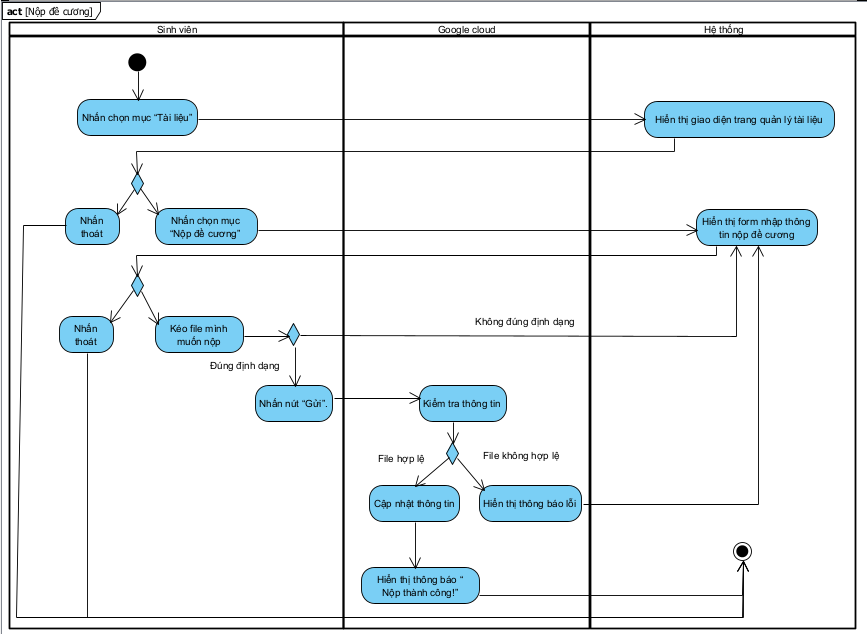 act [Nộp đề cương]
Sinh viên
Google cloud
Hệ thống
Nhấn chọn mục "Tài liệu"
Hiển thị giao diện trang quản lý tài liệu
Nhấn
thoát
Nhấn chọn mục
"Nộp đề cương"
Hiển thị form nhập thông
tin nộp đề cương
Nhấn
thoát
Kéo file mình
muốn nộp
Không đúng định dạng
Đúng định dạng
Nhấn nút "Gửi".
Kiểm tra thông tin
File hợp lệ
File không hợp lệ
Cập nhật thông tin
Hiển thị thông báo lỗi
Hiển thị thông báo "
Nộp thành công!"